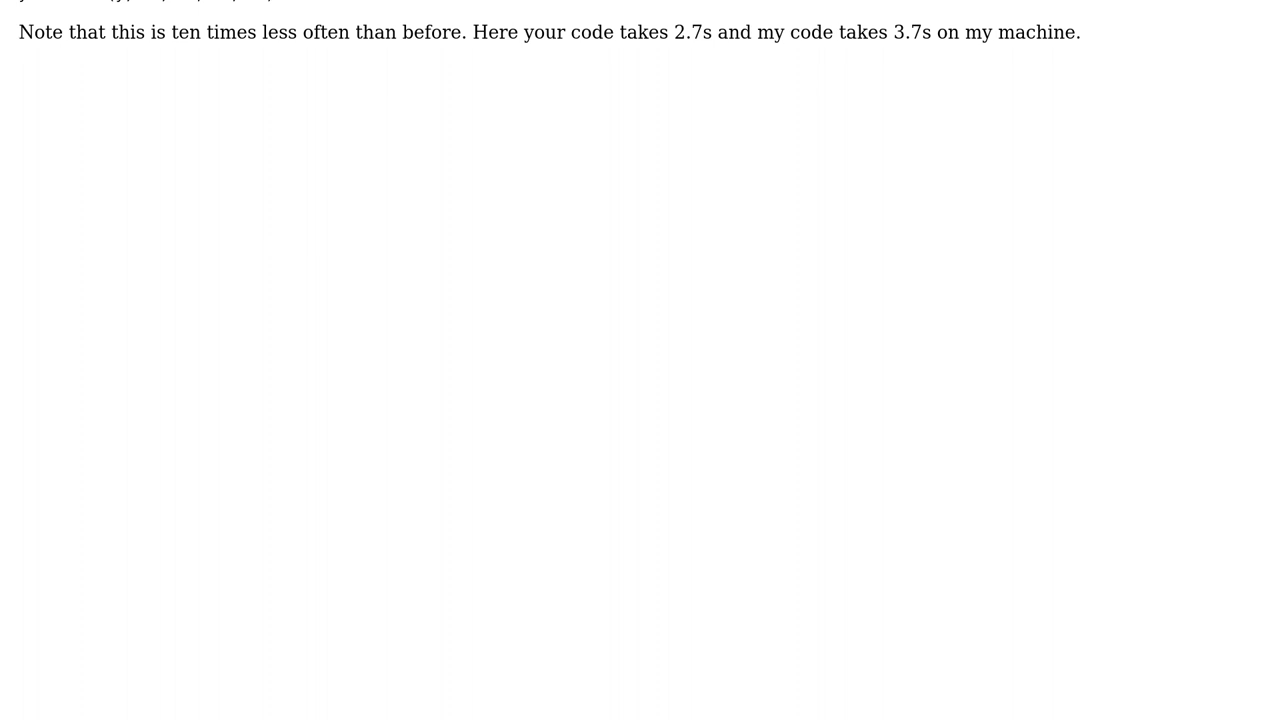 Note that this is ten times less often than before. Here your code takes 2.7s and my code takes 3.7s on my machine.